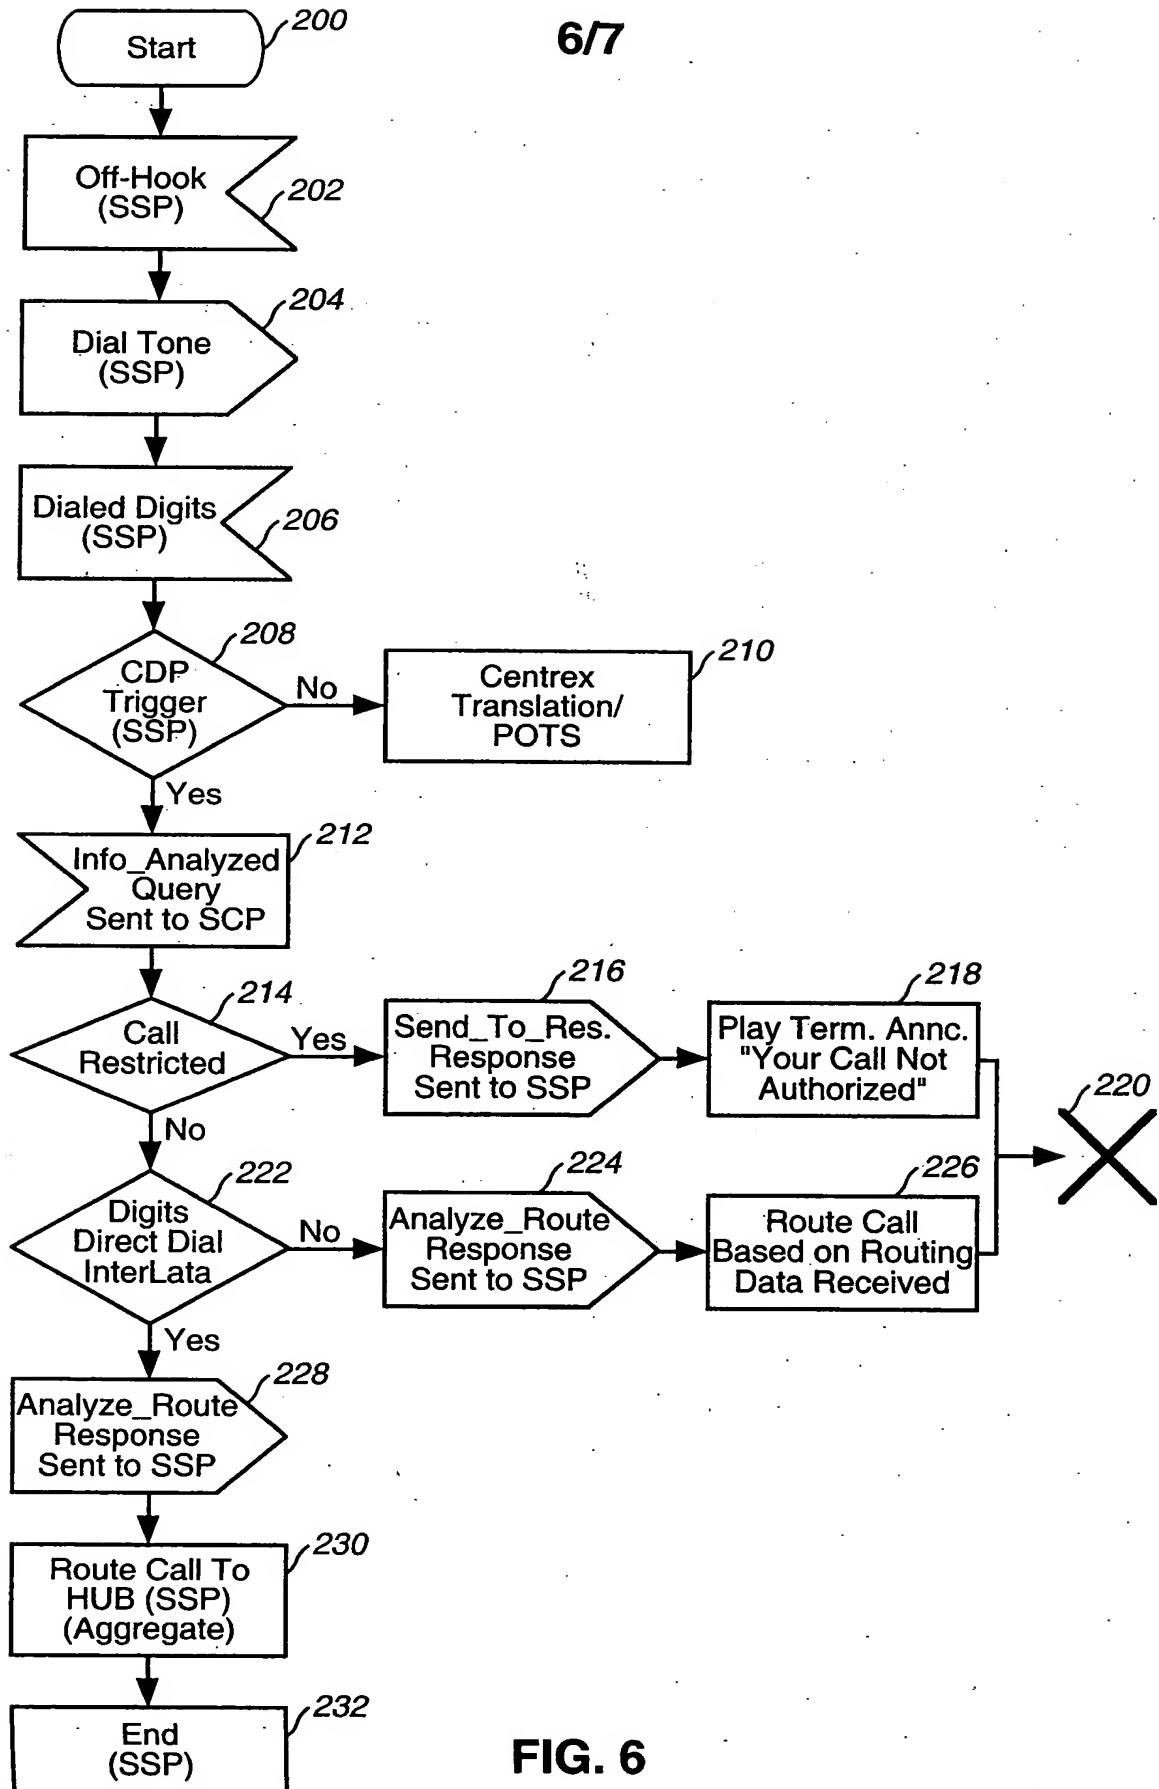 6/7
Start
200
Off-Hook
(SSP)
202
Dial Tone
(SSP)
204
Dialed Digits
(SSP)
206
CDP
Trigger
(SSP)
208
No
Centrex
Translation/
POTS
210
Yes
Info_Analyzed
Query
Sent to SCP
212
Call
Restricted
214
Yes
Send_To_Res.
Response
Sent to SSP
216
Play Term. Annc.
"Your Call Not
Authorized"
218
220
No
Digits
Direct Dial
InterLata
222
No
Analyze_Route
Response
Sent to SSP
224
Route Call
Based on Routing
Data Received
226
Yes
Analyze_Route
Response
Sent to SSP
228
Route Call To
HUB (SSP)
(Aggregate)
230
End
(SSP)
232
FIG. 6